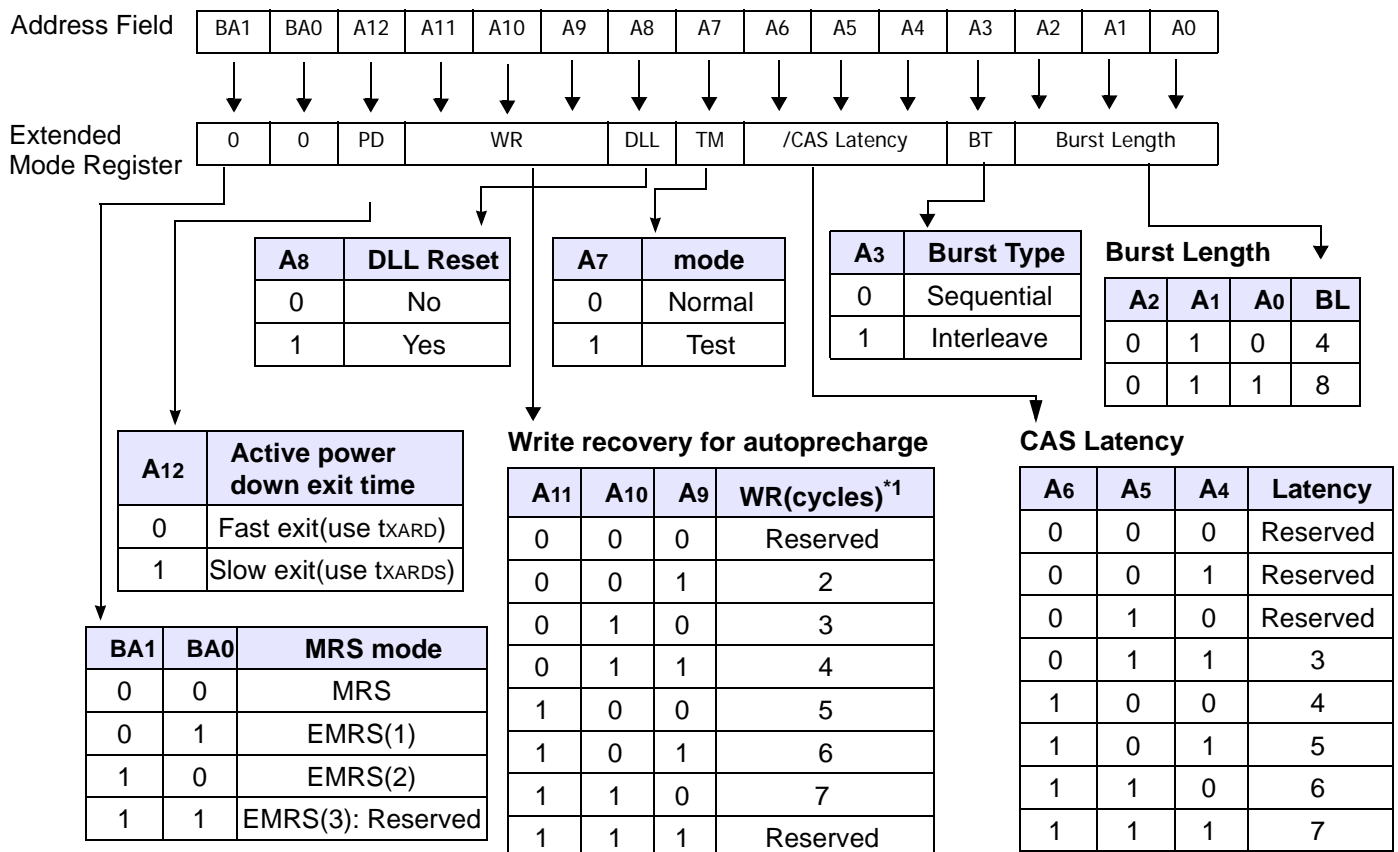 Address Field BA1 BA0 A12 A11 A10 A9 A8 A7 A6 A5 A4 A3 A2 A1 A0
Extended
Mode Register
0 0 PD WR DLL TM /CAS Latency BT Burst Length
A8 DLL Reset
0 No
1 Yes
A7 mode
0 Normal
1 Test
A3 Burst Type
0 Sequential
1 Interleave
Burst Length
A2 A1 A0 BL
0 1 0 4
0 1 1 8
A12 Active power
down exit time
0 Fast exit(use tXARD)
1 Slow exit(use tXARDS)
BA1 BA0 MRS mode
0 0 MRS
0 1 EMRS(1)
1 0 EMRS(2)
1 1 EMRS(3): Reserved
Write recovery for autoprecharge
A11 A10 A9 WR(cycles)*1
0 0 0 Reserved
0 0 1 2
0 1 0 3
0 1 1 4
1 0 0 5
1 0 1 6
1 1 0 7
1 1 1 Reserved
CAS Latency
A6 A5 A4 Latency
0 0 0 Reserved
0 0 1 Reserved
0 1 0 Reserved
0 1 1 3
1 0 0 4
1 0 1 5
1 1 0 6
1 1 1 7